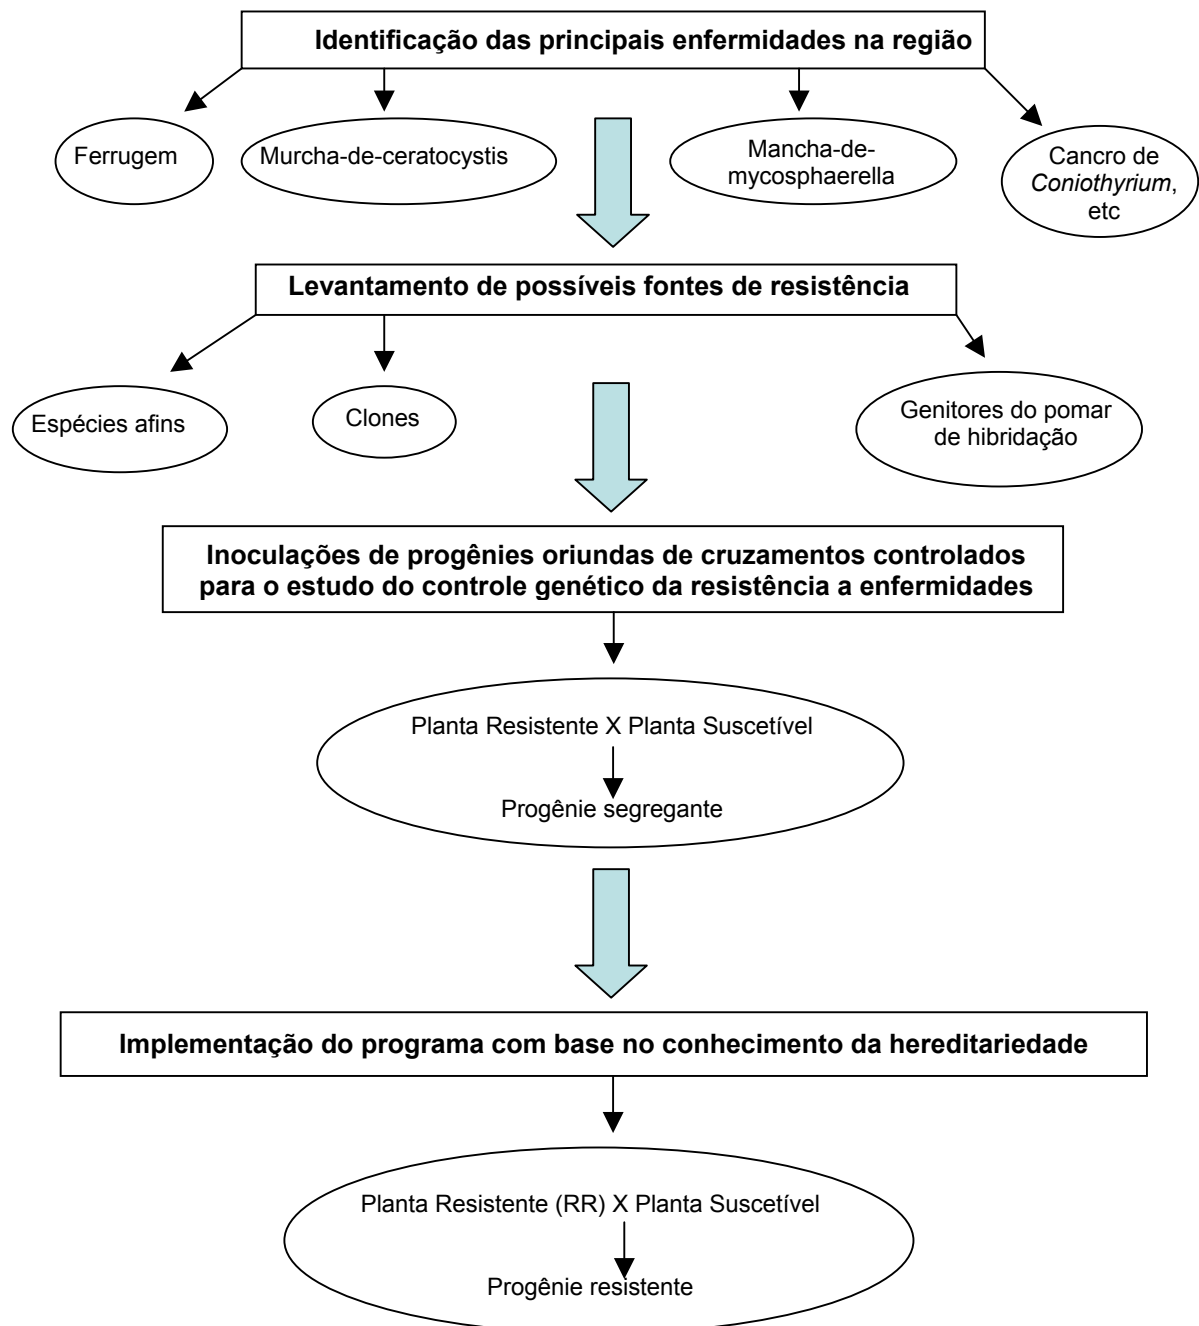 Identificação das principais enfermidades na região
Ferrugem
Murcha-de-ceratocystis
Mancha-de-
mycosphaerella
Cancro de
Coniothyrium,
etc
Levantamento de possíveis fontes de resistência
Espécies afins
Clones
Genitores do pomar
de hibridação
Inoculações de progênies oriundas de cruzamentos controlados
para o estudo do controle genético da resistência a enfermidades
Planta Resistente X Planta Suscetível
Progênie segregante
Implementação do programa com base no conhecimento da hereditariedade
Planta Resistente (RR) X Planta Suscetível
Progênie resistente